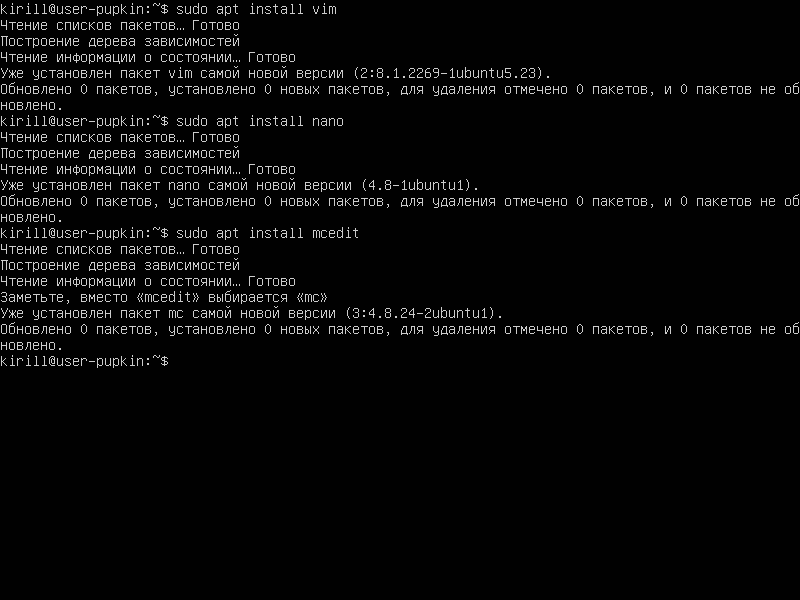 kirill@user-pupkin:~$ sudo apt install vim
Чтение списков пакетов… Готово
Построение дерева зависимостей
Чтение информации о состоянии… Готово
Уже установлен пакет vim самой новой версии (2:8.1.2269-1ubuntu5.23).
Обновлено 0 пакетов, установлено 0 новых пакетов, для удаления отмечено 0 пакетов, и 0 пакетов не об
новлено.
kirill@user-pupkin:~$ sudo apt install nano
Чтение списков пакетов… Готово
Построение дерева зависимостей
Чтение информации о состоянии… Готово
Уже установлен пакет nano самой новой версии (4.8-1ubuntu1).
Обновлено 0 пакетов, установлено 0 новых пакетов, для удаления отмечено 0 пакетов, и 0 пакетов не об
новлено.
kirill@user-pupkin:~$ sudo apt install mcedit
Чтение списков пакетов… Готово
Построение дерева зависимостей
Чтение информации о состоянии… Готово
Заметьте, вместо «mcedit» выбирается «mc»
Уже установлен пакет mc самой новой версии (3:4.8.24-2ubuntu1).
Обновлено 0 пакетов, установлено 0 новых пакетов, для удаления отмечено 0 пакетов, и 0 пакетов не об
новлено.
kirill@user-pupkin:~$